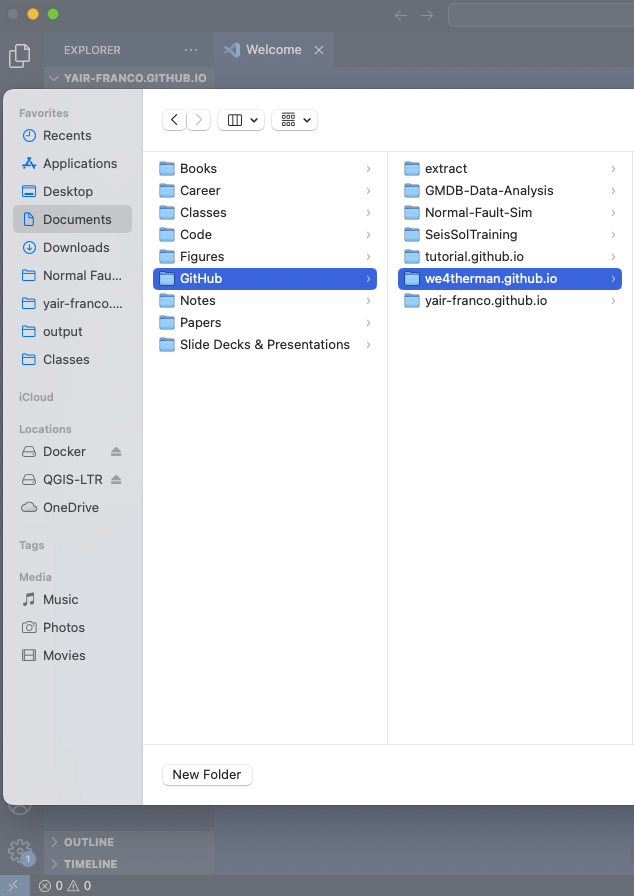 EXPLORER
Welcome
YAIR-FRANCO.GITHUB.IO
Favorites
Recents
Applications
Desktop
Documents
Downloads
Normal Fau...
yair-franco....
output
Classes
iCloud
Locations
Docker
QGIS-LTR
OneDrive
Tags
Media
Music
Photos
Movies
Books
Career
Classes
Code
Figures
GitHub
Notes
Papers
Slide Decks & Presentations
extract
GMDB-Data-Analysis
Normal-Fault-Sim
SeisSolTraining
tutorial.github.io
we4therman.github.io
yair-franco.github.io
New Folder
OUTLINE
TIMELINE
1
0 0